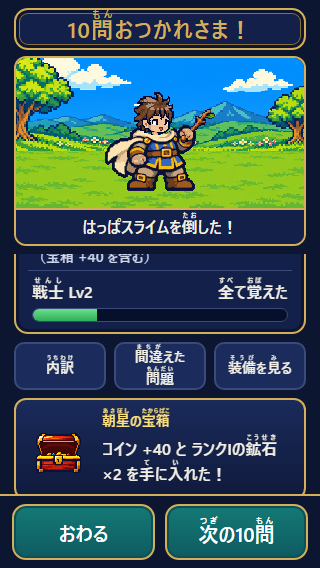 10問おつかれさま！
はっぱスライムを倒した！
（宝箱 +40 を含む）
戦士 Lv2 全て覚えた
内訳 間違えた問題 装備を見る
朝星の宝箱
コイン +40 と ランクIの鉱石
×2 を手に入れた！
おわる 次の10問